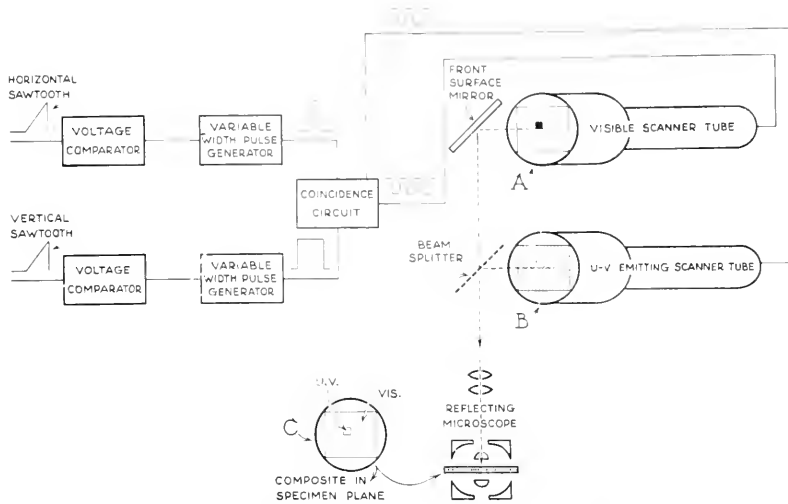 HORIZONTAL
SAWTOOTH
VOLTAGE
COMPARATOR
VARIABLE
WIDTH PULSE
GENERATOR
FRONT
SURFACE
MIRROR
VISIBLE SCANNER TUBE
A
COINCIDENCE
CIRCUIT
VERTICAL
SAWTOOTH
VOLTAGE
COMPARATOR
VARIABLE
WIDTH PULSE
GENERATOR
BEAM
SPLITTER
U-V EMITTING SCANNER TUBE
B
U.V.
VIS.
C
REFLECTING
MICROSCOPE
COMPOSITE IN
SPECIMEN PLANE